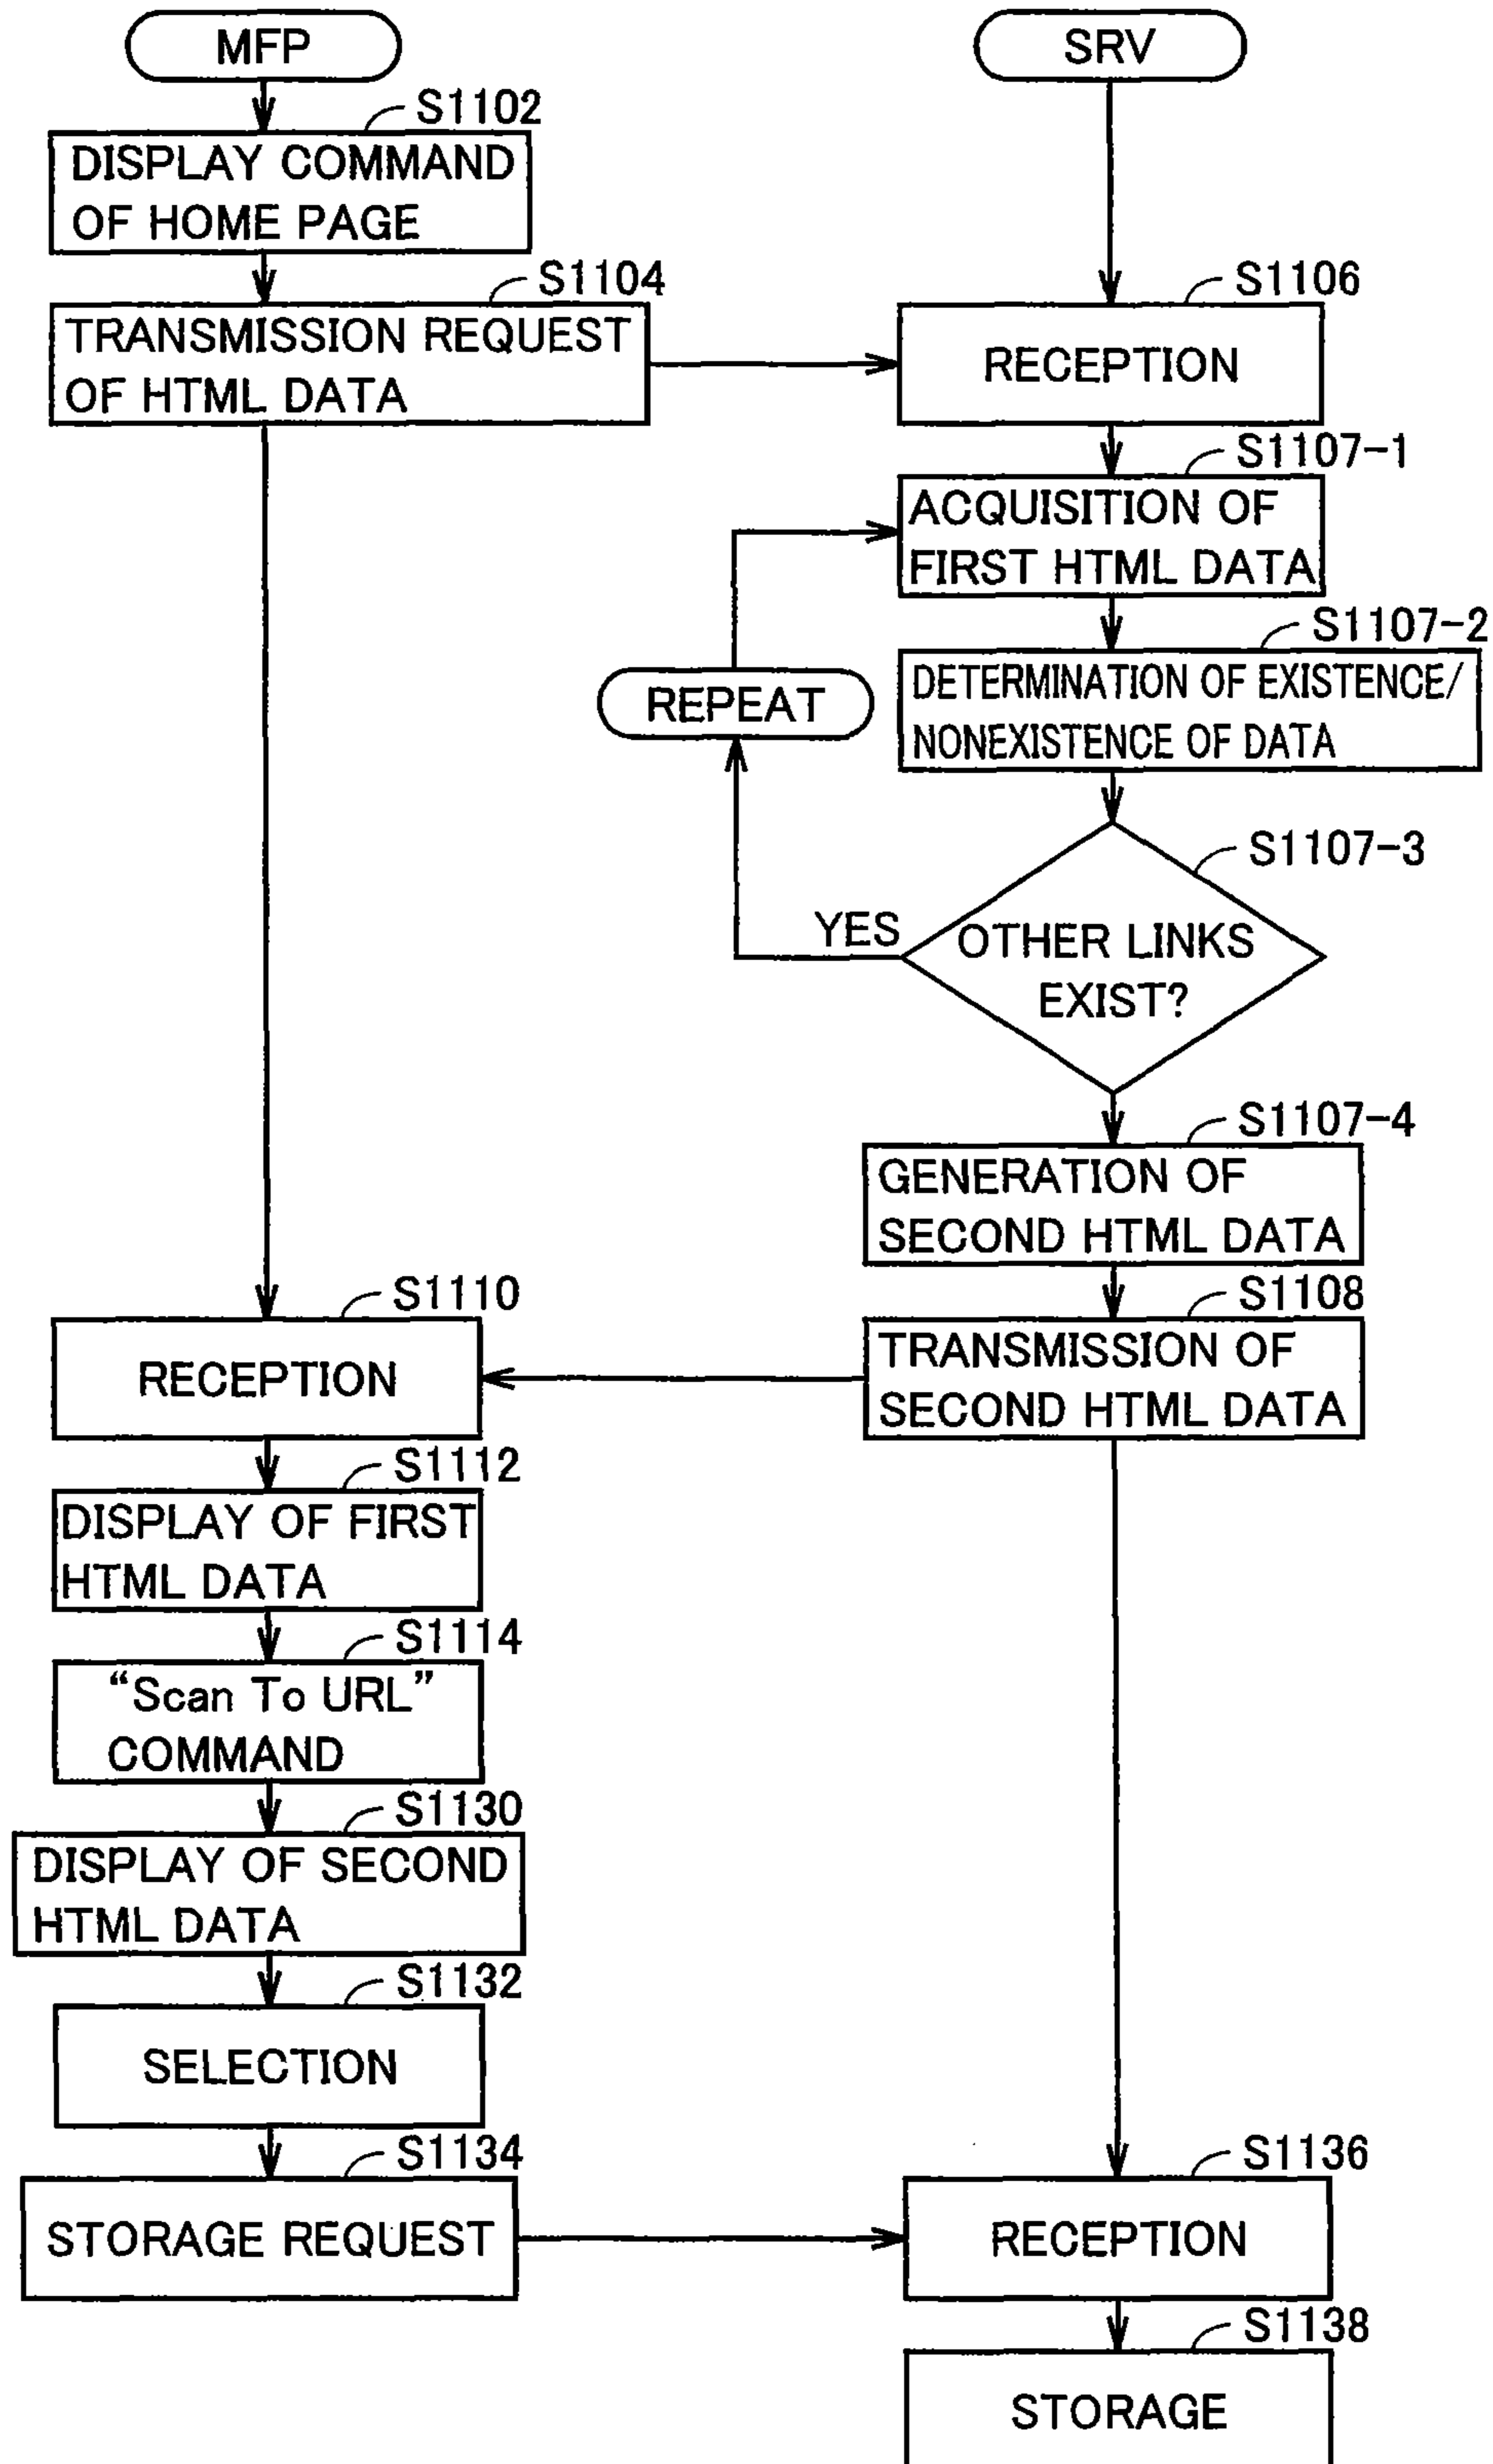 MFP
SRV
S1102
DISPLAY COMMAND
OF HOME PAGE
S1104
TRANSMISSION REQUEST
OF HTML DATA
S1106
RECEPTION
S1107-1
ACQUISITION OF
FIRST HTML DATA
S1107-2
DETERMINATION OF EXISTENCE/
NONEXISTENCE OF DATA
REPEAT
S1107-3
YES
OTHER LINKS
EXIST?
S1107-4
GENERATION OF
SECOND HTML DATA
S1108
TRANSMISSION OF
SECOND HTML DATA
S1110
RECEPTION
S1112
DISPLAY OF FIRST
HTML DATA
S1114
“Scan To URL”
COMMAND
S1130
DISPLAY OF SECOND
HTML DATA
S1132
SELECTION
S1134
STORAGE REQUEST
S1136
RECEPTION
S1138
STORAGE